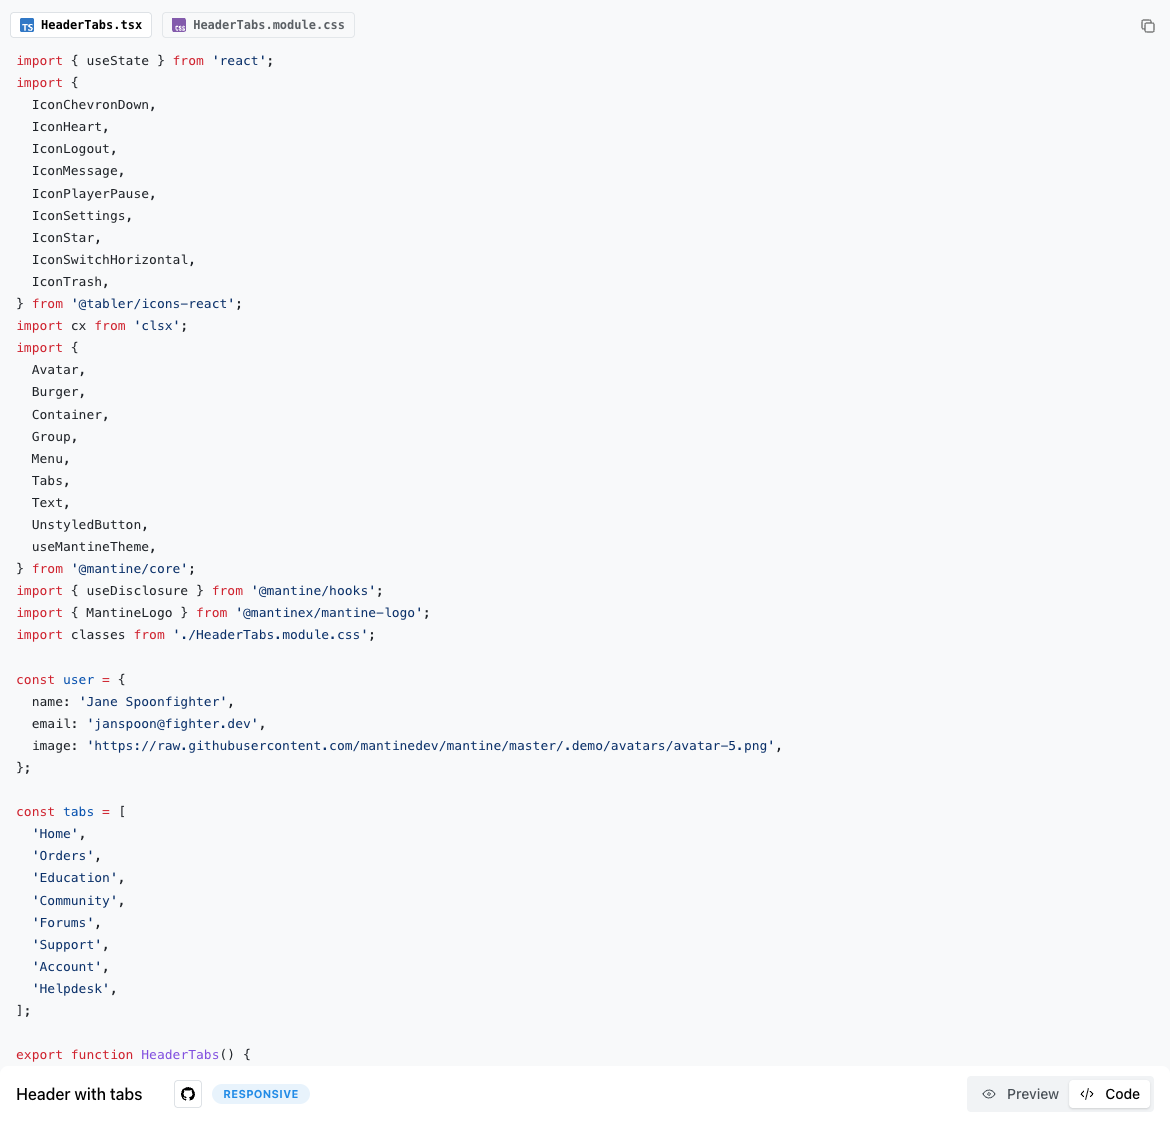 TS HeaderTabs.tsx CSS HeaderTabs.module.css
import { useState } from 'react';
import {
  IconChevronDown,
  IconHeart,
  IconLogout,
  IconMessage,
  IconPlayerPause,
  IconSettings,
  IconStar,
  IconSwitchHorizontal,
  IconTrash,
} from '@tabler/icons-react';
import cx from 'clsx';
import {
  Avatar,
  Burger,
  Container,
  Group,
  Menu,
  Tabs,
  Text,
  UnstyledButton,
  useMantineTheme,
} from '@mantine/core';
import { useDisclosure } from '@mantine/hooks';
import { MantineLogo } from '@mantinex/mantine-logo';
import classes from './HeaderTabs.module.css';

const user = {
  name: 'Jane Spoonfighter',
  email: 'janspoon@fighter.dev',
  image: 'https://raw.githubusercontent.com/mantinedev/mantine/master/.demo/avatars/avatar-5.png',
};

const tabs = [
  'Home',
  'Orders',
  'Education',
  'Community',
  'Forums',
  'Support',
  'Account',
  'Helpdesk',
];

export function HeaderTabs() {
Header with tabs RESPONSIVE Preview </> Code